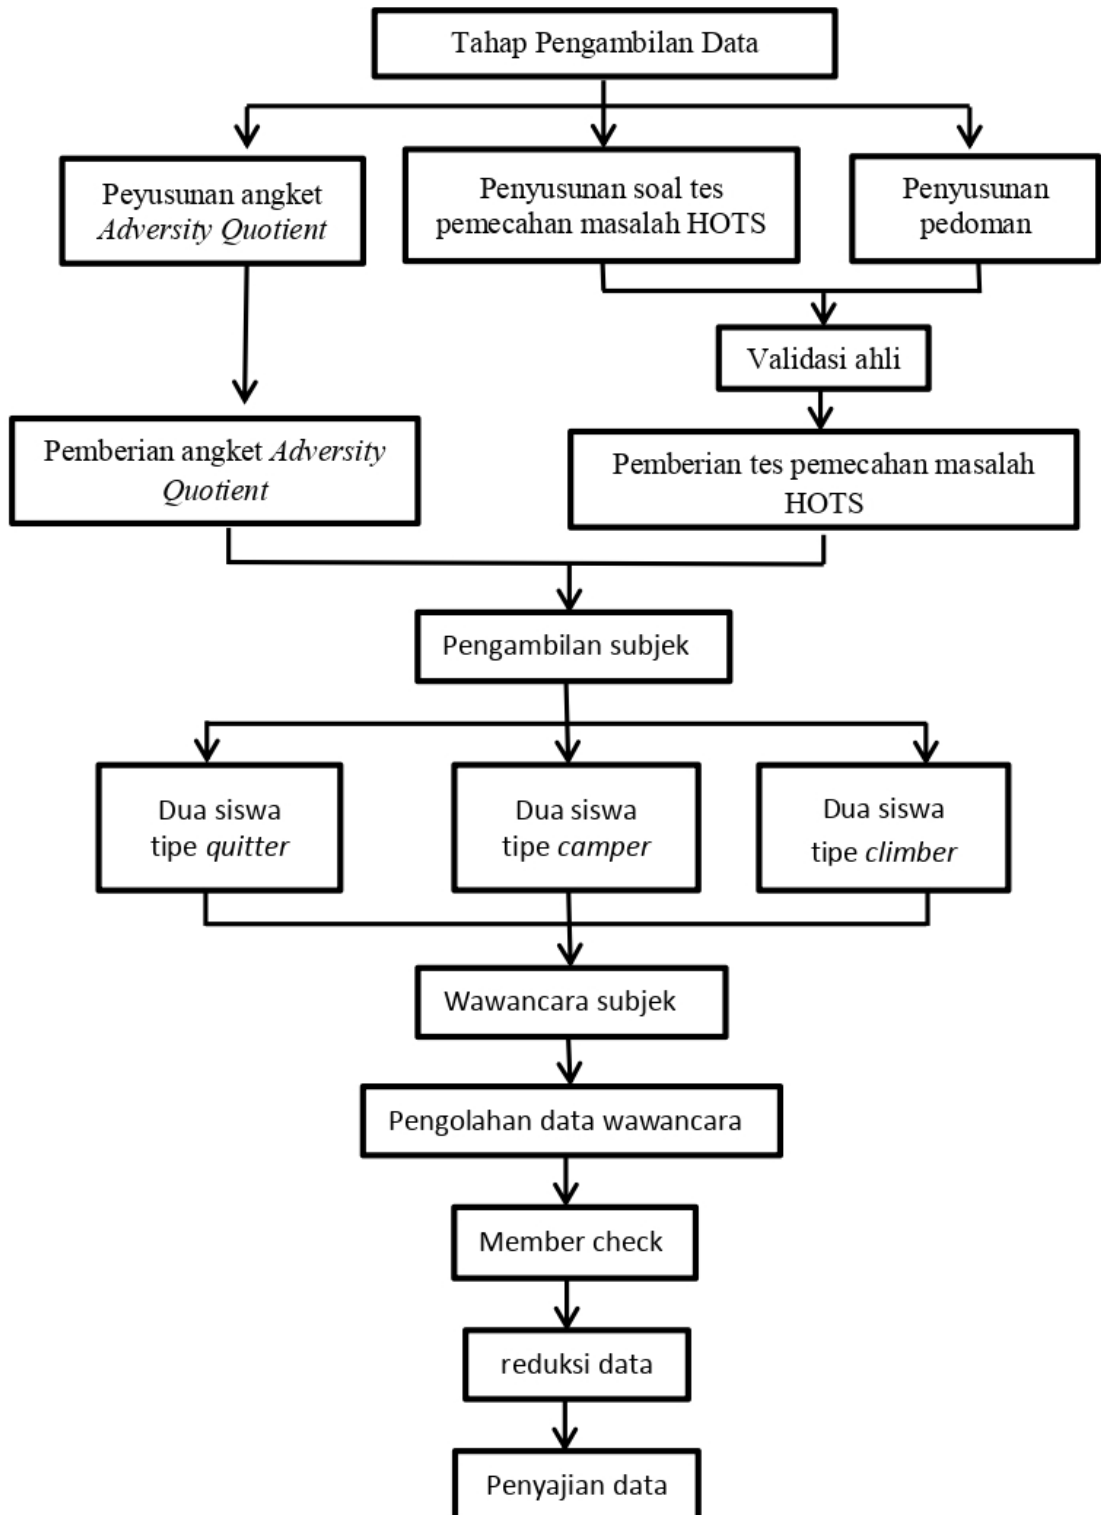 Tahap Pengambilan Data
Peyusunan angket
Adversity Quotient
Penyusunan soal tes
pemecahan masalah HOTS
Penyusunan
pedoman
Validasi ahli
Pemberian angket Adversity
Quotient
Pemberian tes pemecahan masalah
HOTS
Pengambilan subjek
Dua siswa
tipe quitter
Dua siswa
tipe camper
Dua siswa
tipe climber
Wawancara subjek
Pengolahan data wawancara
Member check
reduksi data
Penyajian data